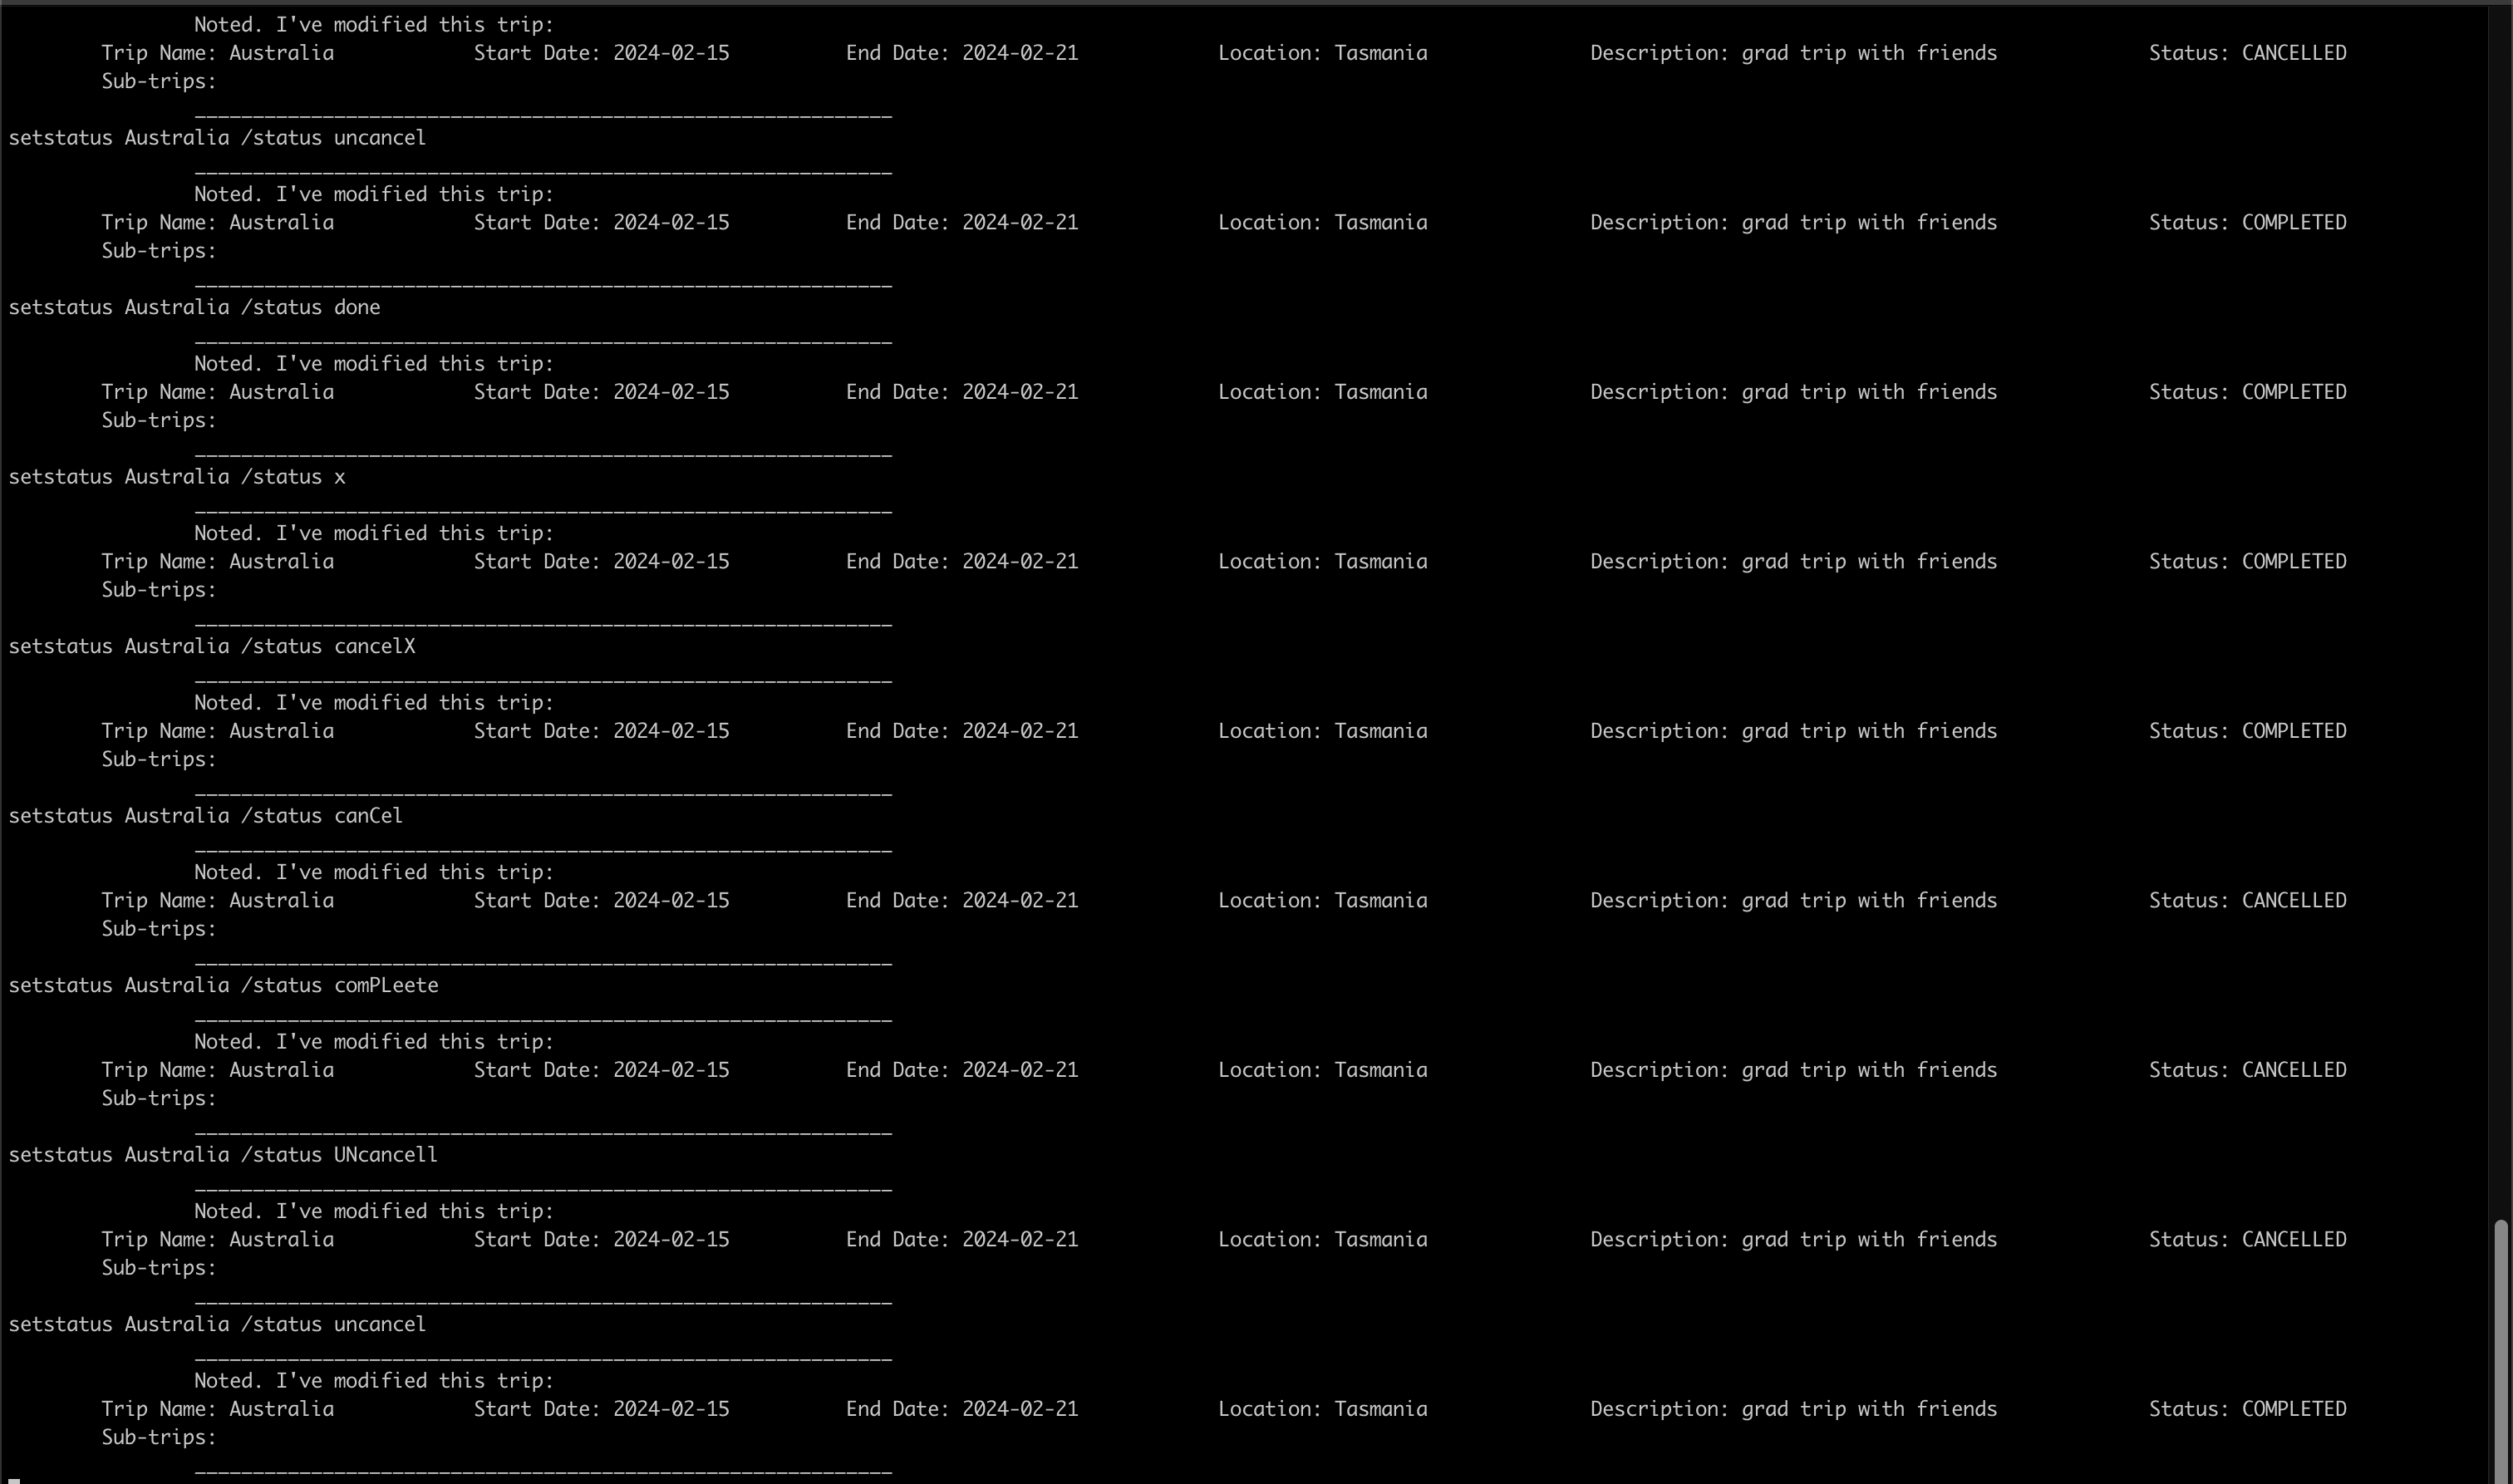 Noted. I've modified this trip:
Trip Name: Australia Start Date: 2024-02-15 End Date: 2024-02-21 Location: Tasmania Description: grad trip with friends Status: CANCELLED
Sub-trips:
____________________________________________________________
setstatus Australia /status uncancel
____________________________________________________________
Noted. I've modified this trip:
Trip Name: Australia Start Date: 2024-02-15 End Date: 2024-02-21 Location: Tasmania Description: grad trip with friends Status: COMPLETED
Sub-trips:
____________________________________________________________
setstatus Australia /status done
____________________________________________________________
Noted. I've modified this trip:
Trip Name: Australia Start Date: 2024-02-15 End Date: 2024-02-21 Location: Tasmania Description: grad trip with friends Status: COMPLETED
Sub-trips:
____________________________________________________________
setstatus Australia /status x
____________________________________________________________
Noted. I've modified this trip:
Trip Name: Australia Start Date: 2024-02-15 End Date: 2024-02-21 Location: Tasmania Description: grad trip with friends Status: COMPLETED
Sub-trips:
____________________________________________________________
setstatus Australia /status cancelX
____________________________________________________________
Noted. I've modified this trip:
Trip Name: Australia Start Date: 2024-02-15 End Date: 2024-02-21 Location: Tasmania Description: grad trip with friends Status: COMPLETED
Sub-trips:
____________________________________________________________
setstatus Australia /status canCel
____________________________________________________________
Noted. I've modified this trip:
Trip Name: Australia Start Date: 2024-02-15 End Date: 2024-02-21 Location: Tasmania Description: grad trip with friends Status: CANCELLED
Sub-trips:
____________________________________________________________
setstatus Australia /status comPLeete
____________________________________________________________
Noted. I've modified this trip:
Trip Name: Australia Start Date: 2024-02-15 End Date: 2024-02-21 Location: Tasmania Description: grad trip with friends Status: CANCELLED
Sub-trips:
____________________________________________________________
setstatus Australia /status UNcancell
____________________________________________________________
Noted. I've modified this trip:
Trip Name: Australia Start Date: 2024-02-15 End Date: 2024-02-21 Location: Tasmania Description: grad trip with friends Status: CANCELLED
Sub-trips:
____________________________________________________________
setstatus Australia /status uncancel
____________________________________________________________
Noted. I've modified this trip:
Trip Name: Australia Start Date: 2024-02-15 End Date: 2024-02-21 Location: Tasmania Description: grad trip with friends Status: COMPLETED
Sub-trips:
____________________________________________________________